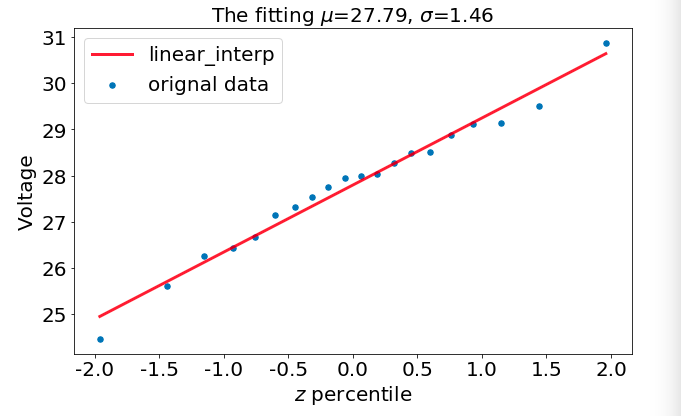 The fitting μ=27.79, σ=1.46
31
30
29
28
27
26
25
Voltage
linear_interp
orignal data
-2.0 -1.5 -1.0 -0.5 0.0 0.5 1.0 1.5 2.0
z percentile